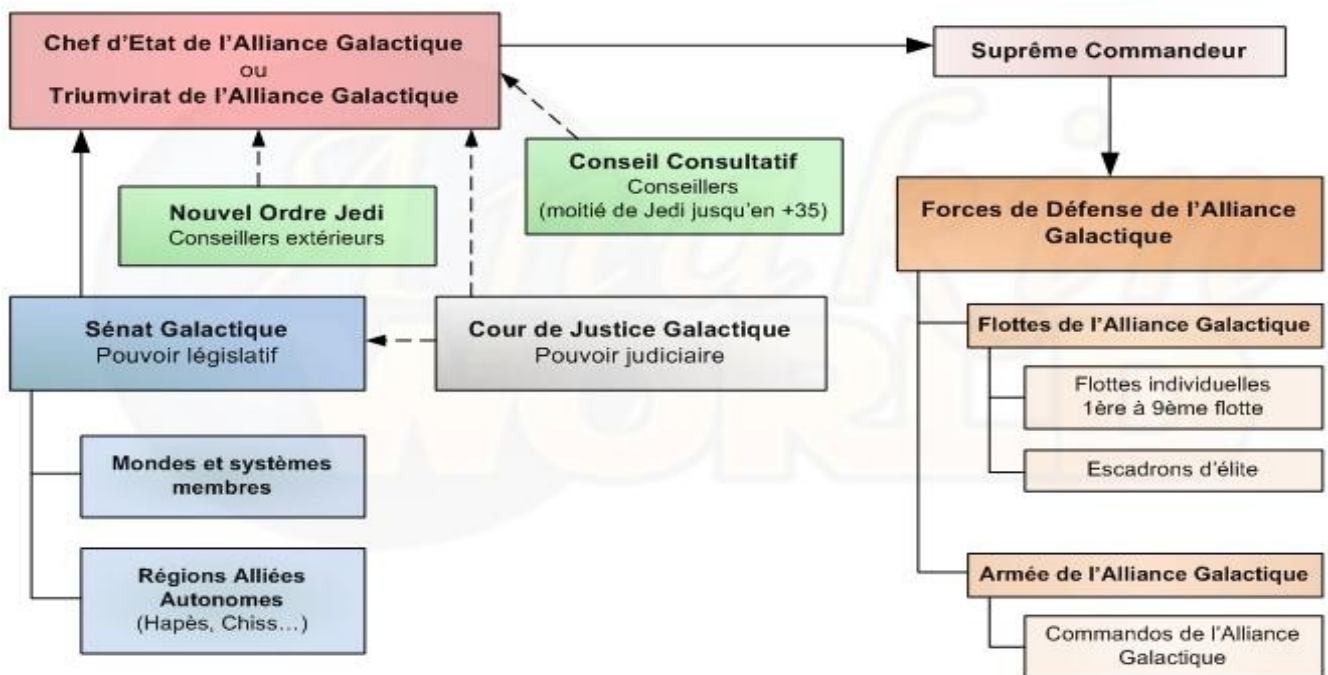 Chef d'Etat de l'Alliance Galactique
ou
Triumvirat de l'Alliance Galactique
Suprême Commandeur
Conseil Consultatif
Conseillers
(moitié de Jedi jusqu'en +35)
Nouvel Ordre Jedi
Conseillers extérieurs
Forces de Défense de l'Alliance
Galactique
Sénat Galactique
Pouvoir législatif
Cour de Justice Galactique
Pouvoir judiciaire
Flottes de l'Alliance Galactique
Flottes individuelles
1ère à 9ème flotte
Escadrons d'élite
Mondes et systèmes
membres
Régions Alliées
Autonomes
(Hapès, Chiss...)
Armée de l'Alliance Galactique
Commandos de l'Alliance
Galactique
Anakin
WORLD